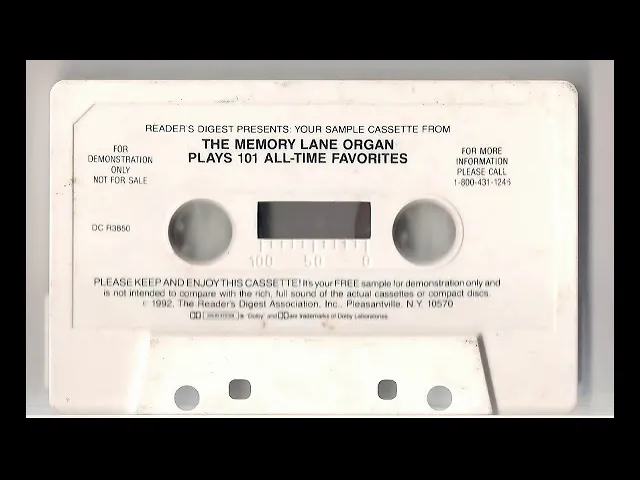 READER'S DIGEST PRESENTS: YOUR SAMPLE CASSETTE FROM
THE MEMORY LANE ORGAN
PLAYS 101 ALL-TIME FAVORITES
FOR
DEMONSTRATION
ONLY
NOT FOR SALE
FOR MORE
INFORMATION
PLEASE CALL
1-800-431-1246
DC R3850
100 50 0
PLEASE KEEP AND ENJOY THIS CASSETTE! It's your FREE sample for demonstration only and
is not intended to compare with the rich, full sound of the actual cassettes or compact discs.
© 1992, The Reader's Digest Association, Inc., Pleasantville, N.Y. 10570
"Dolby" and are trademarks of Dolby Laboratories.